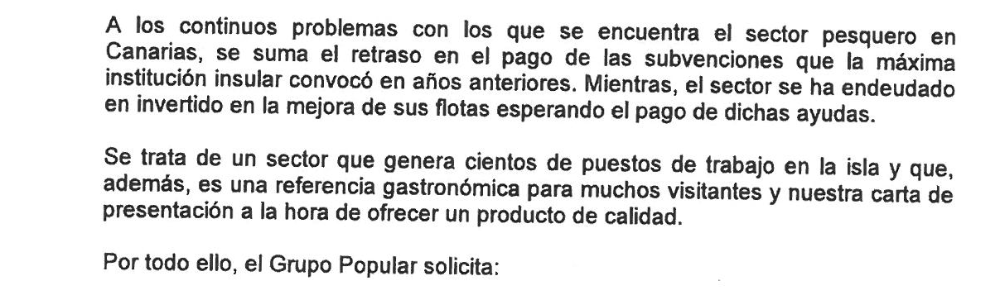 A los continuos problemas con los que se encuentra el sector pesquero en
Canarias, se suma el retraso en el pago de las subvenciones que la máxima
institución insular convocó en años anteriores. Mientras, el sector se ha endeudado
en invertido en la mejora de sus flotas esperando el pago de dichas ayudas.
Se trata de un sector que genera cientos de puestos de trabajo en la isla y que,
además, es una referencia gastronómica para muchos visitantes y nuestra carta de
presentación a la hora de ofrecer un producto de calidad.
Por todo ello, el Grupo Popular solicita: